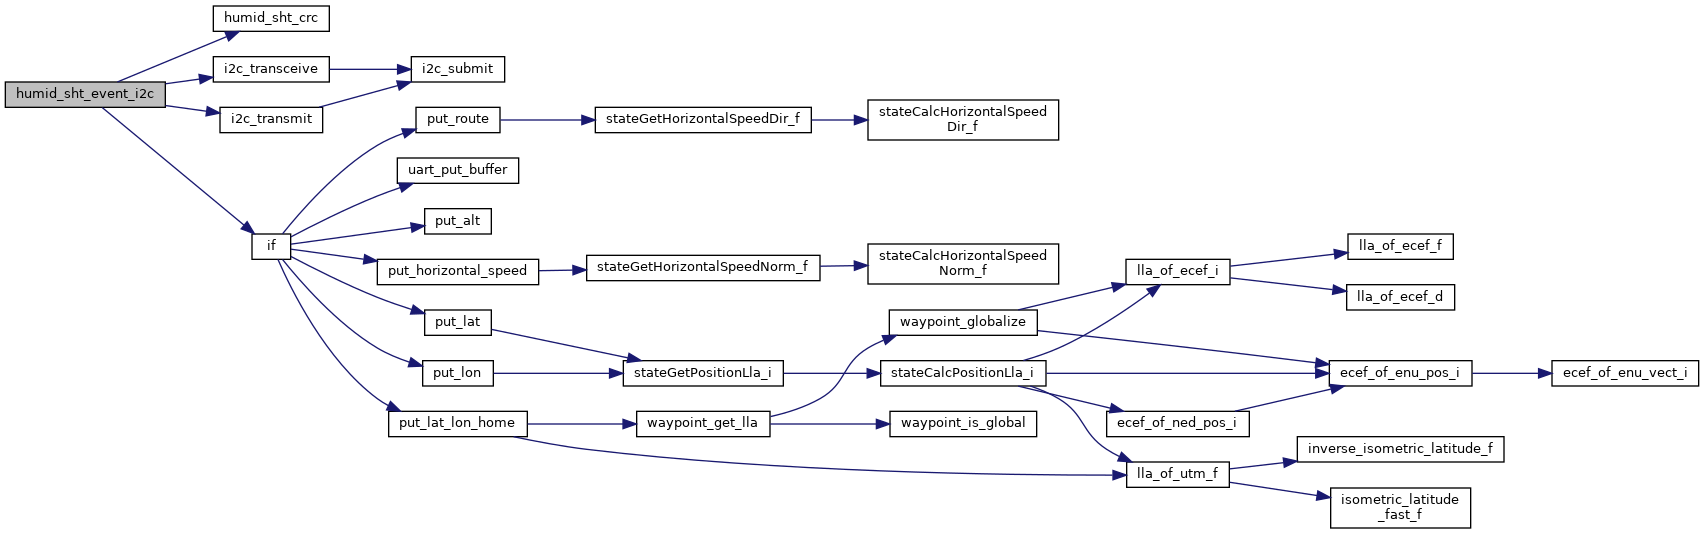 humid_sht_event_i2c
humid_sht_crc
i2c_transceive
i2c_transmit
i2c_submit
if
put_route
uart_put_buffer
put_alt
put_horizontal_speed
put_lat
put_lon
put_lat_lon_home
stateGetHorizontalSpeedDir_f
stateCalcHorizontalSpeed
Dir_f
stateGetHorizontalSpeedNorm_f
stateCalcHorizontalSpeed
Norm_f
stateGetPositionLla_i
waypoint_get_lla
waypoint_globalize
stateCalcPositionLla_i
waypoint_is_global
lla_of_ecef_i
ecef_of_ned_pos_i
lla_of_utm_f
lla_of_ecef_f
lla_of_ecef_d
ecef_of_enu_pos_i
ecef_of_enu_vect_i
inverse_isometric_latitude_f
isometric_latitude
_fast_f